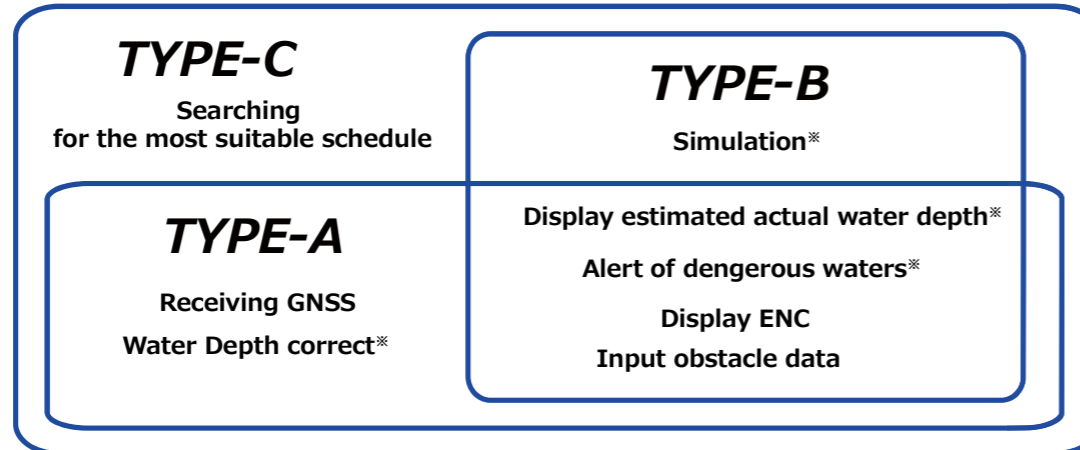 TYPE-C
Searching
for the most suitable schedule
TYPE-B
Simulation※
TYPE-A
Receiving GNSS
Water Depth correct※
Display estimated actual water depth※
Alert of dengerous waters※
Display ENC
Input obstacle data